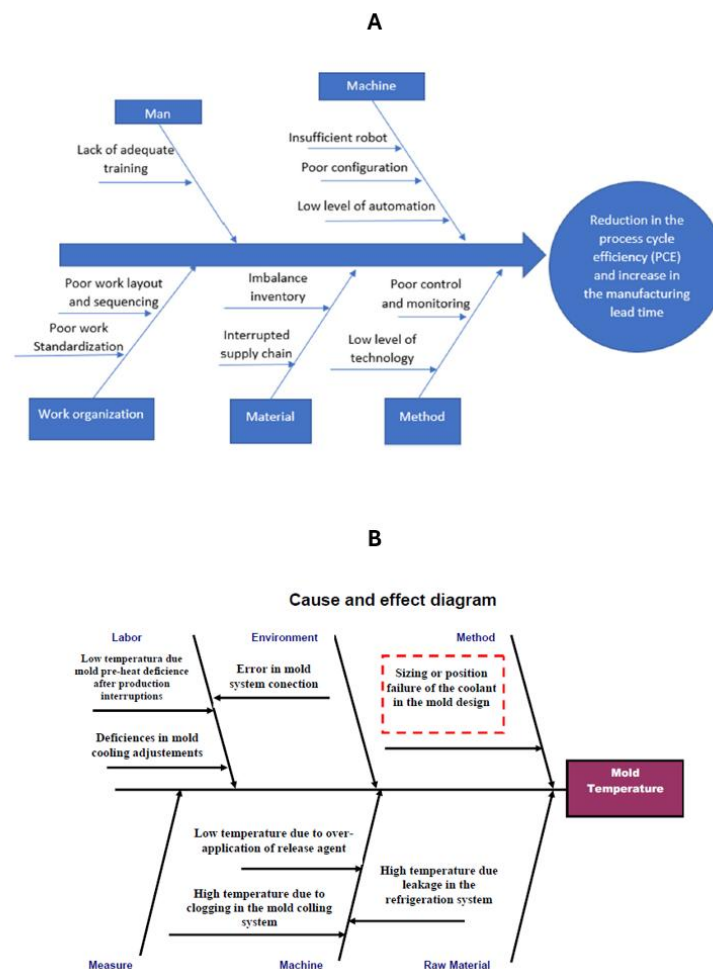 A
Man
Machine
Lack of adequate
training
Insufficient robot
Poor configuration
Low level of automation
Reduction in the
process cycle
efficiency (PCE)
and increase in
the manufacturing
lead time
Poor work layout
and sequencing
Poor work
Standardization
Imbalance
inventory
Interrupted
supply chain
Poor control
and monitoring
Low level of
technology
Work organization
Material
Method
B
Cause and effect diagram
Labor
Environment
Method
Low temperatura due
mold pre-heat deficience
after production
interruptions
Error in mold
system conection
Sizing or position
failure of the coolant
in the mold design
Deficiences in mold
cooling adjustements
Mold
Temperature
Low temperature due to over-
application of release agent
High temperature due to
clogging in the mold colling
system
High temperature due
leakage in the
refrigeration system
Measure
Machine
Raw Material